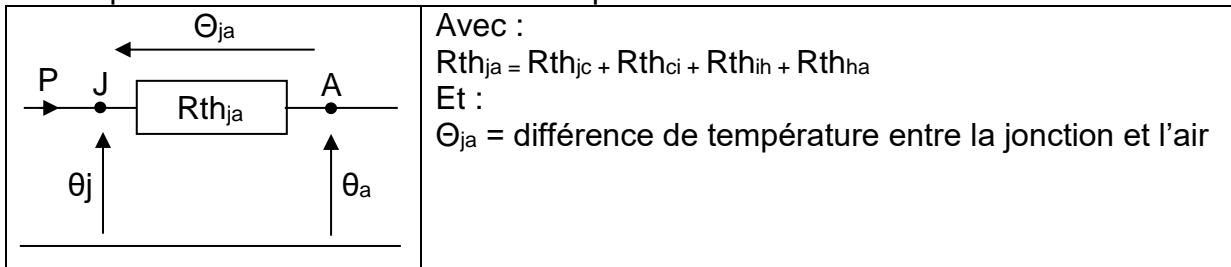 Θja
P J Rthja A
θj θa
Avec :
Rthja = Rthjc + Rthci + Rthih + Rthha
Et :
Θja = différence de température entre la jonction et l'air